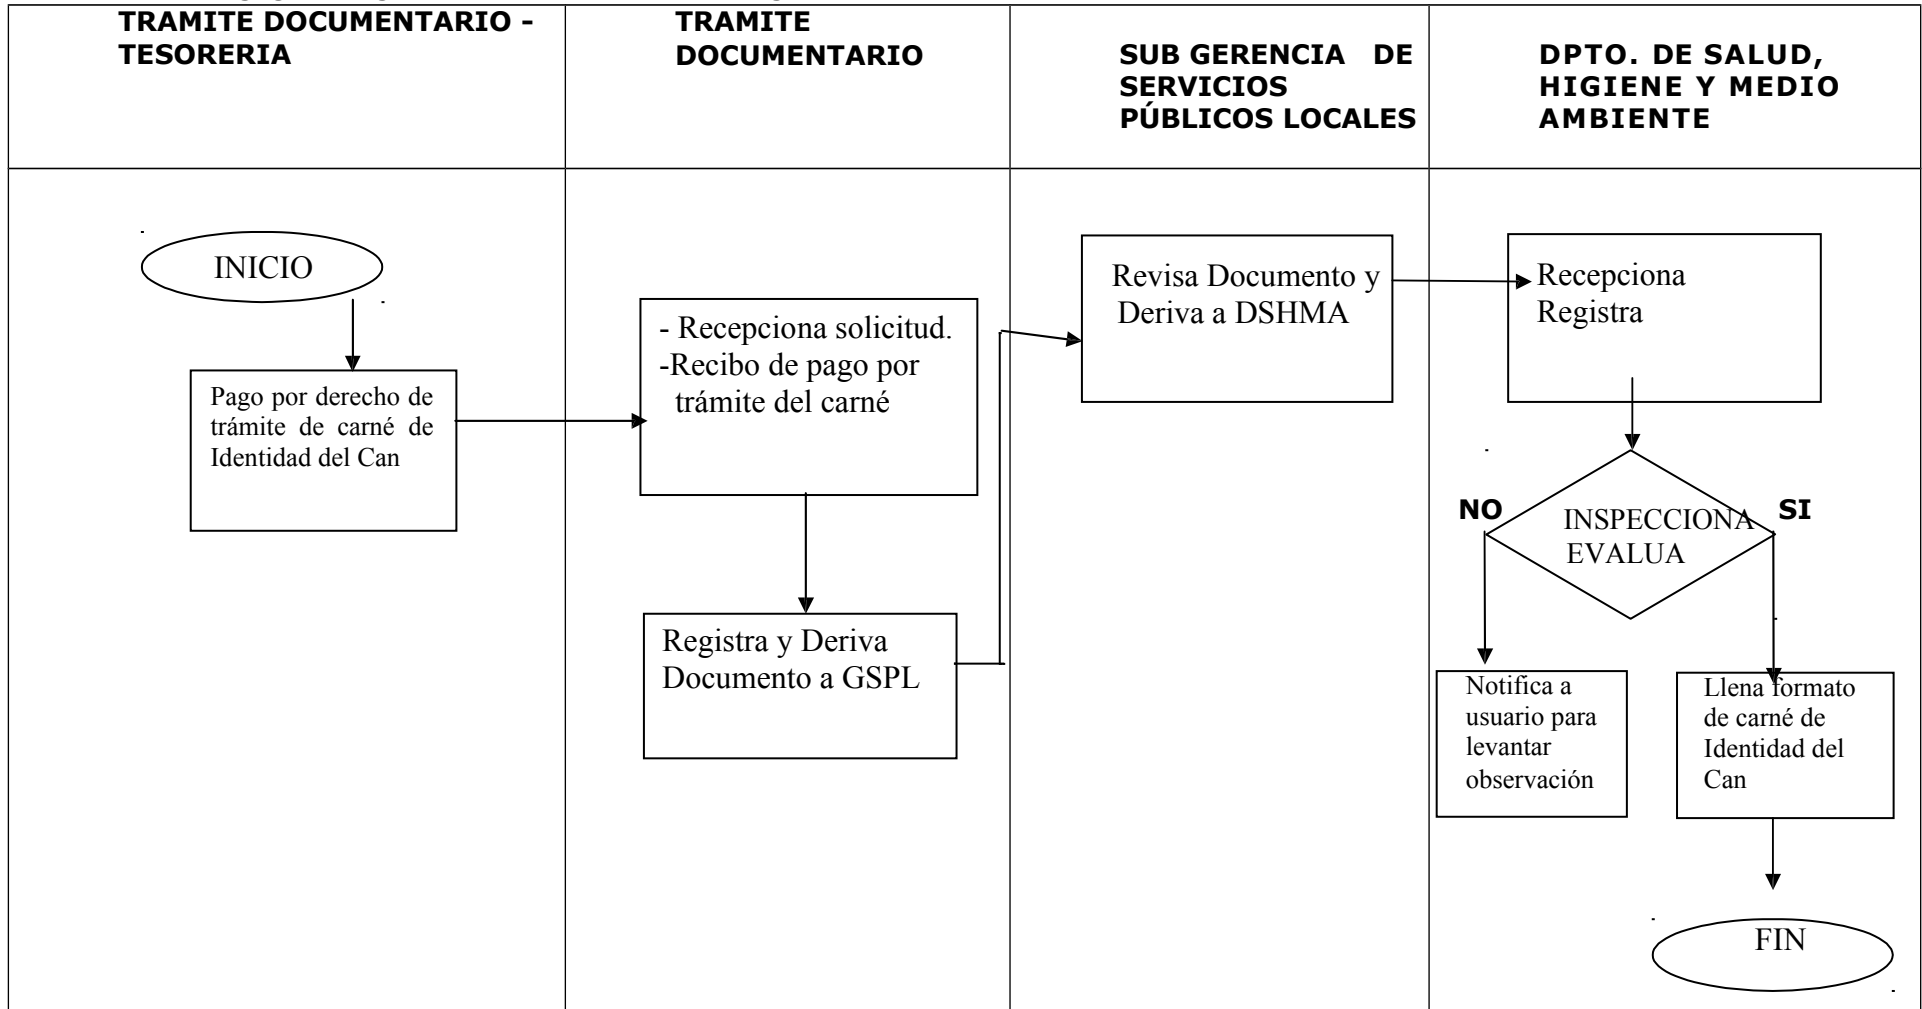 TRAMITE DOCUMENTARIO -
TESORERIA
TRAMITE
DOCUMENTARIO
SUB GERENCIA DE
SERVICIOS
PÚBLICOS LOCALES
DPTO. DE SALUD,
HIGIENE Y MEDIO
AMBIENTE
INICIO
Pago por derecho de
trámite de carné de
Identidad del Can
- Recepciona solicitud.
-Recibo de pago por
trámite del carné
Registra y Deriva
Documento a GSPL
Revisa Documento y
Deriva a DSHMA
Recepciona
Registra
NO
INSPECCIONA
EVALUA
SI
Notifica a
usuario para
levantar
observación
Llena formato
de carné de
Identidad del
Can
FIN